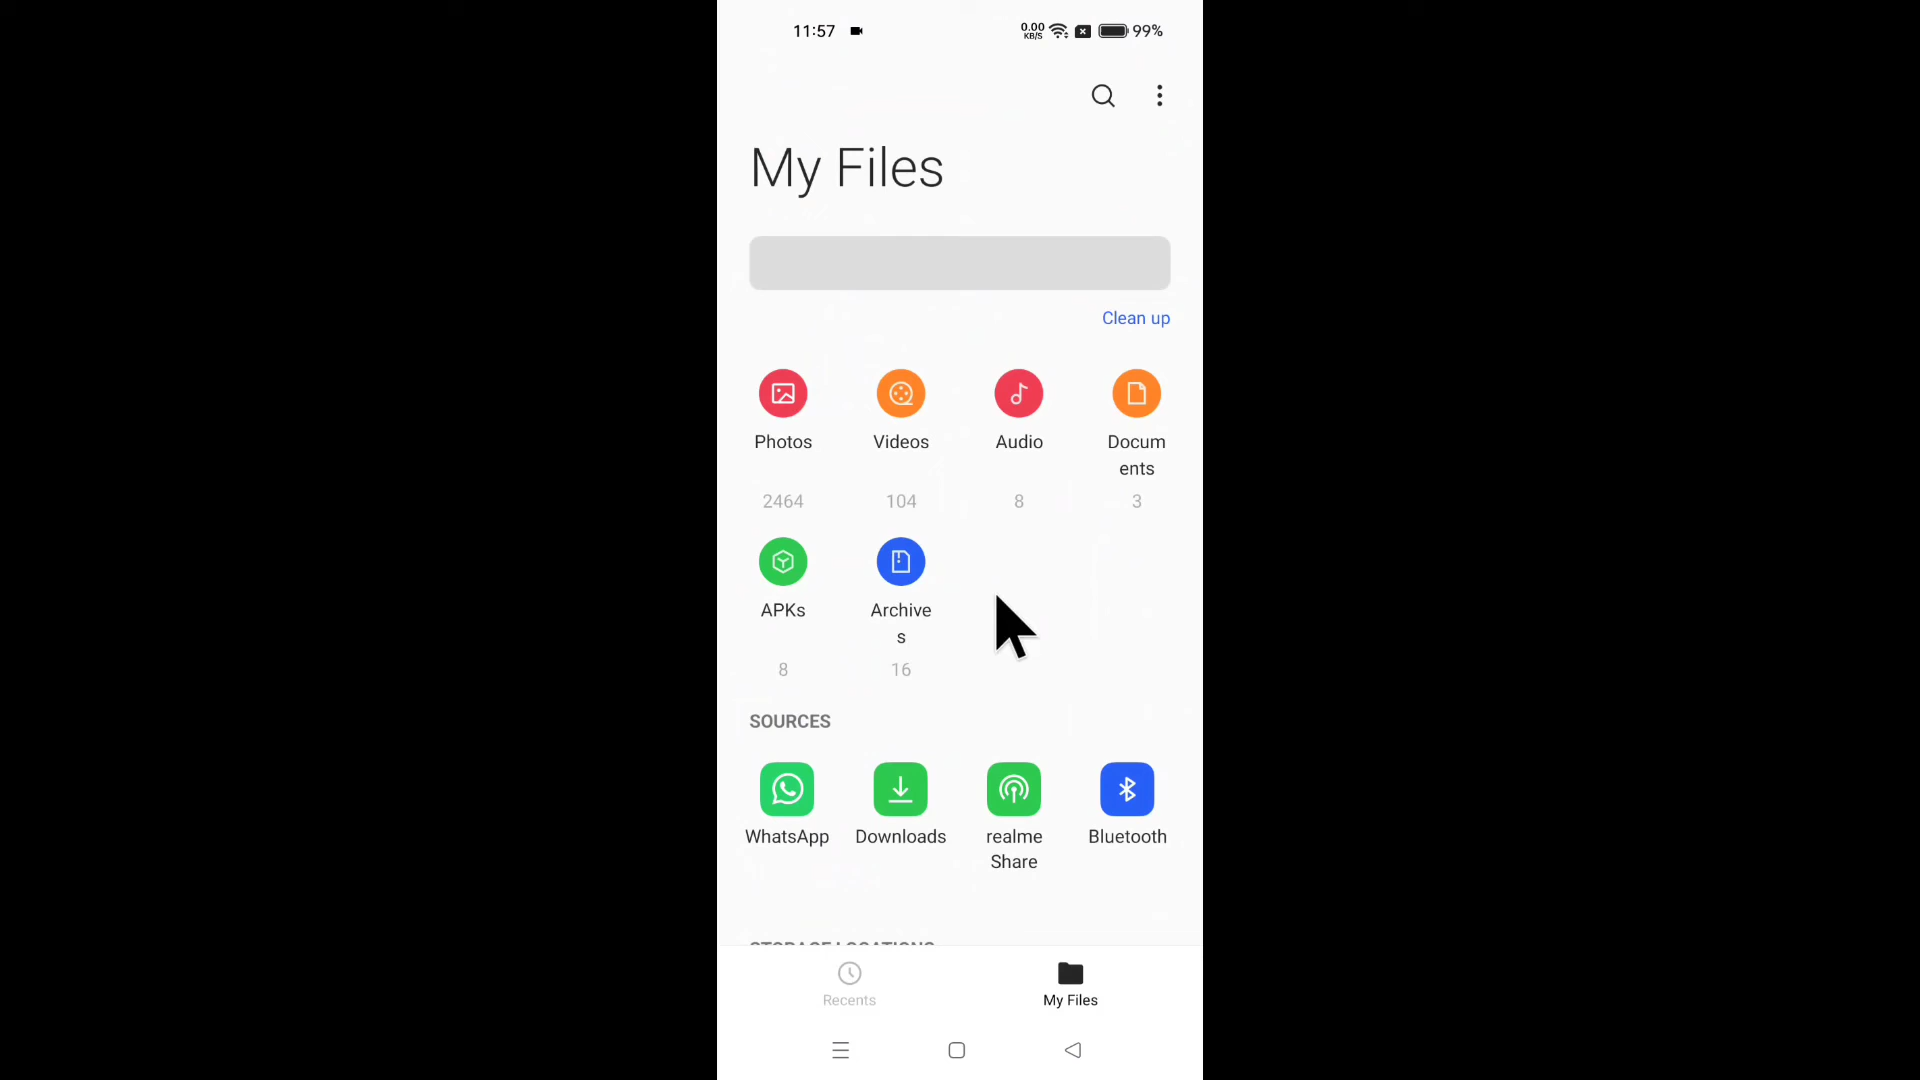 11:57
0.00
KB/S
99%
My Files
Clean up
Photos
Videos
Audio
Docum
ents
2464
104
8
3
APKs
Archive
s
8
16
SOURCES
WhatsApp
Downloads
realme
Share
Bluetooth
STORAGE LOCATIONS
Recents
My Files